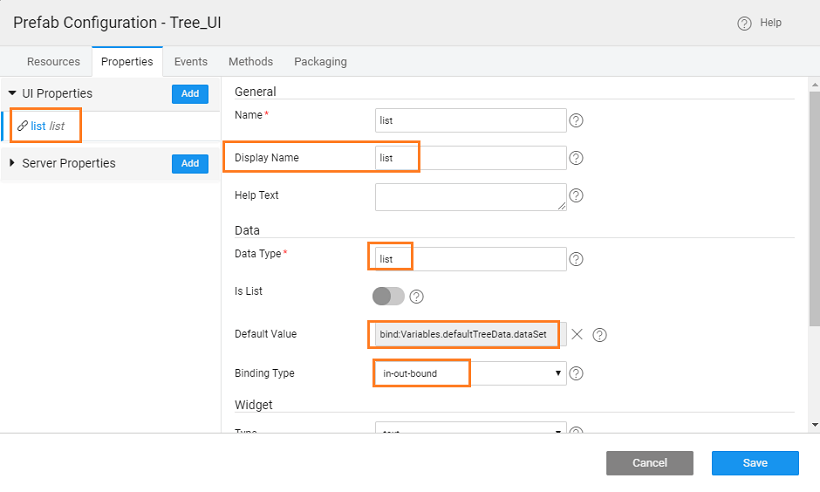 Prefab Configuration - Tree_UI
Help
Resources Properties Events Methods Packaging
UI Properties Add
list list
Server Properties Add
General
Name *
list
Display Name
list
Help Text
Data
Data Type *
list
Is List
Default Value
bind:Variables.defaultTreeData.dataSet
Binding Type
in-out-bound
Widget
Cancel
Save